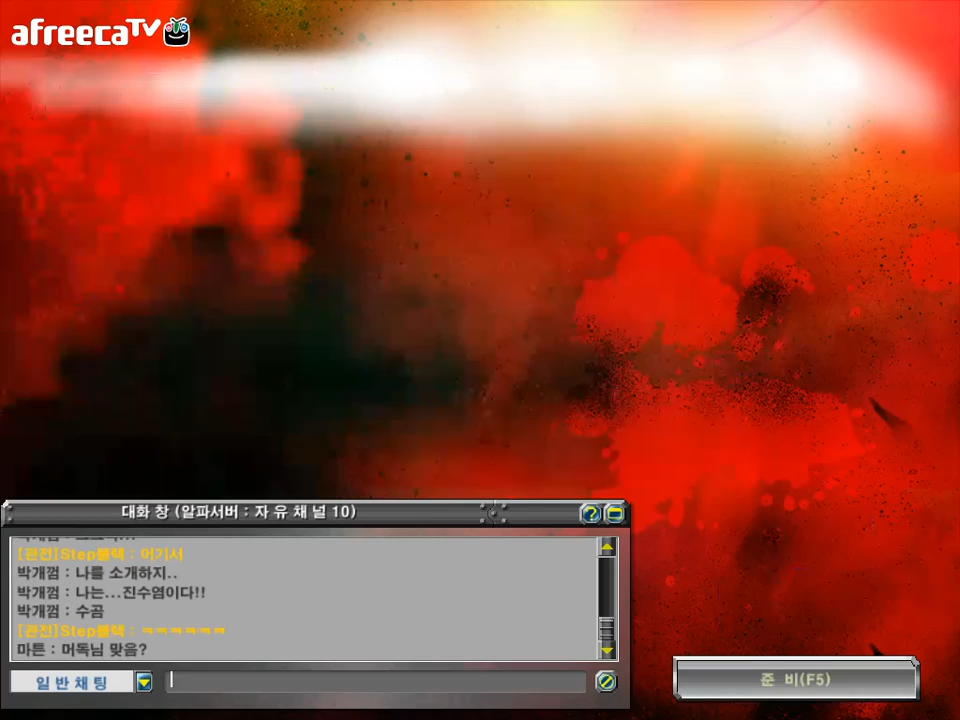 afreecaTV
대화 창 (알파서버 : 자 유 채 널 10)
[관전]Step블랙 : 여기서
박개껌 : 나를 소개하지..
박개껌 : 나는...진수염이다!!
박개껌 : 수곰
[관전]Step블랙 : ㅋㅋㅋㅋㅋㅋ
마튼 : 머독님 맞음?
일 반 채 팅
준 비(F5)